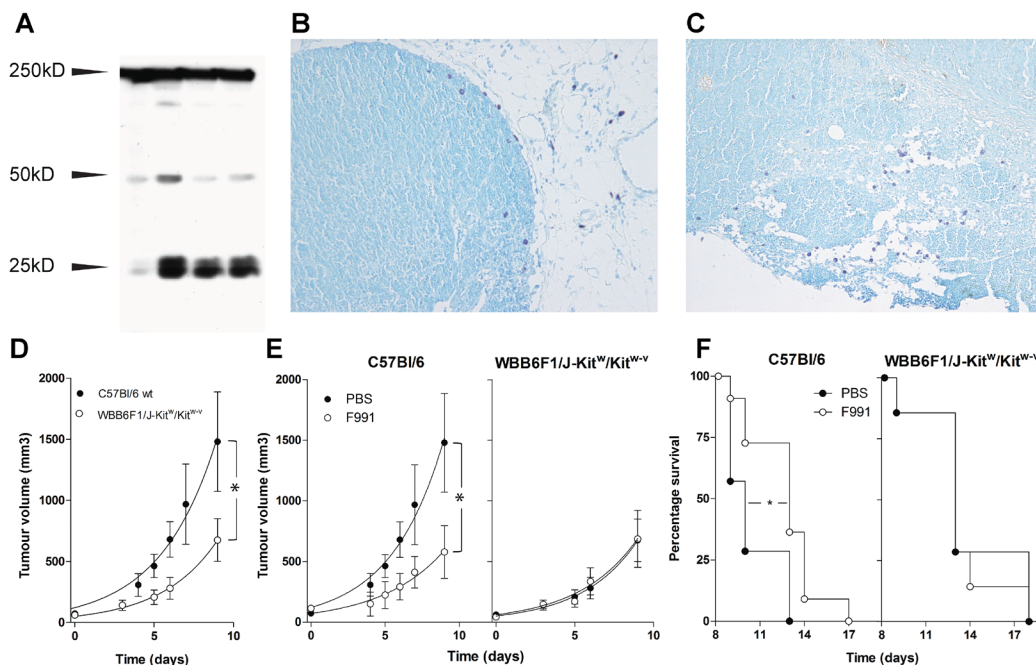 A
250kD
50kD
25kD
B
C
D
2000
1500
1000
500
0
0 5 10
Tumour volume (mm3)
Time (days)
C57Bl/6 wt
WBB6F1/J-Kitᵂ/Kitᵂ⁻ᵛ
*
E
C57Bl/6
WBB6F1/J-Kitᵂ/Kitᵂ⁻ᵛ
2000
1500
1000
500
0
0 5 10
0 5 10
Tumour volume (mm3)
Time (days)
PBS
F991
*
F
C57Bl/6
WBB6F1/J-Kitᵂ/Kitᵂ⁻ᵛ
100
75
50
25
0
8 11 14 17
8 11 14 17
Percentage survival
Time (days)
PBS
F991
*